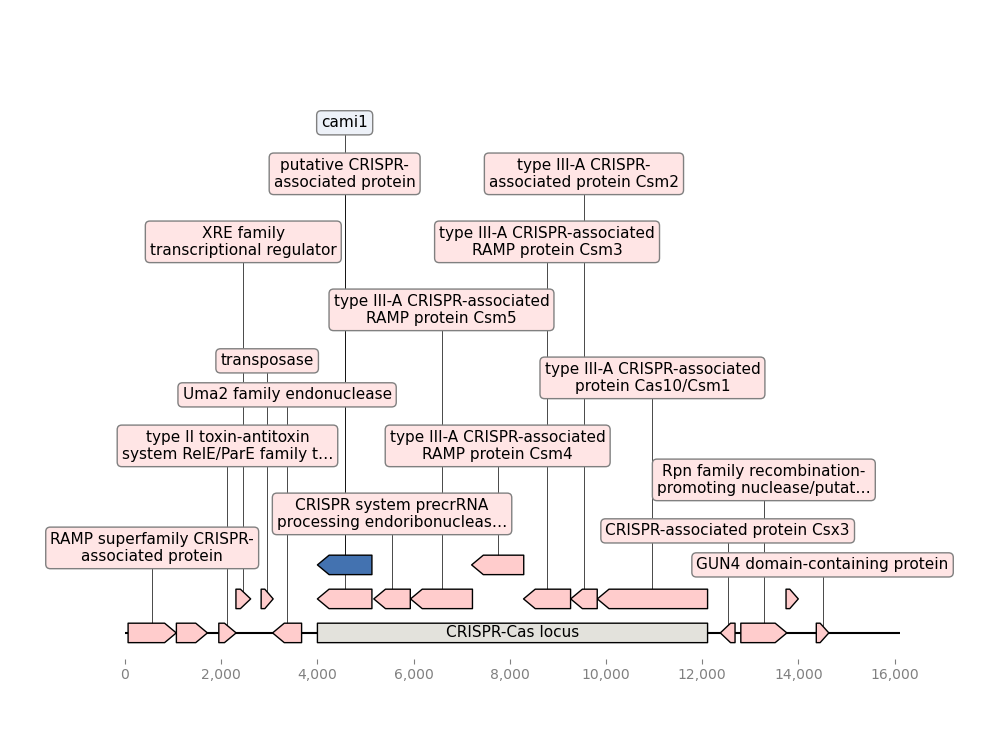 cami1
putative CRISPR-
associated protein
type III-A CRISPR-
associated protein Csm2
XRE family
transcriptional regulator
type III-A CRISPR-associated
RAMP protein Csm3
type III-A CRISPR-associated
RAMP protein Csm5
transposase
type III-A CRISPR-associated
protein Cas10/Csm1
Uma2 family endonuclease
type II toxin-antitoxin
system RelE/ParE family t…
type III-A CRISPR-associated
RAMP protein Csm4
Rpn family recombination-
promoting nuclease/putat…
CRISPR system precrRNA
processing endoribonucleas…
CRISPR-associated protein Csx3
RAMP superfamily CRISPR-
associated protein
GUN4 domain-containing protein
CRISPR-Cas locus
0 2,000 4,000 6,000 8,000 10,000 12,000 14,000 16,000